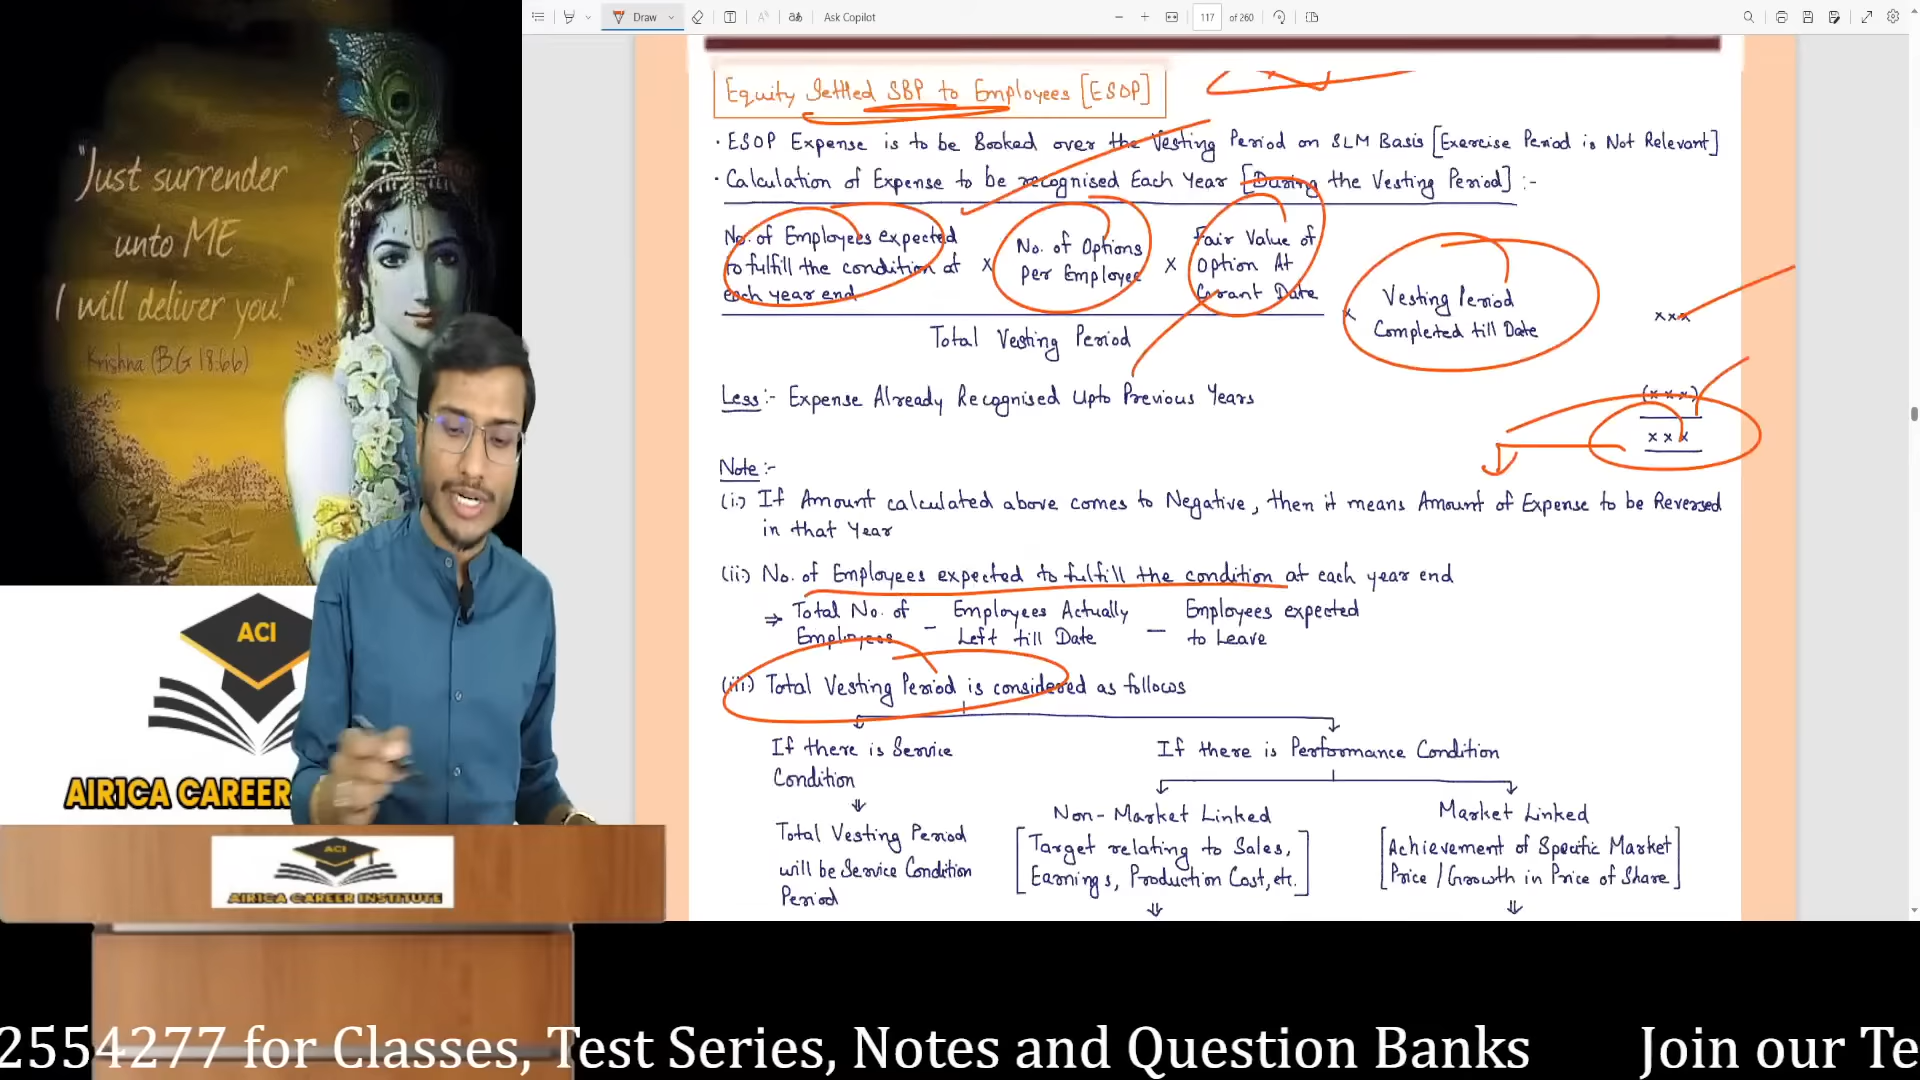 Draw
Ask Copilot
117
of 260
"Just surrender
unto ME
I will deliver you!"
Krishna (B.G 18:66)
ACI
AIR1CA CAREER
ACI
AIR1CA CAREER INSTITUTE
Equity Settled SBP to Employees [ESOP]
· ESOP Expense is to be Booked over the Vesting Period on SLM Basis [Exercise Period is Not Relevant]
· Calculation of Expense to be recognised Each Year [During the Vesting Period] :-
No. of Employees expected to fulfill the condition at each year end × No. of Options per Employee × Fair Value of Option At Grant Date
Total Vesting Period
× Vesting Period Completed till Date
xxx
Less:- Expense Already Recognised Upto Previous Years
(xxx)
xxx
Note:-
(i:) If Amount calculated above comes to Negative, then it means Amount of Expense to be Reversed
in that Year
(ii:) No. of Employees expected to fulfill the condition at each year end
⇒ Total No. of Employees – Employees Actually Left till Date – Employees expected to Leave
(iii:) Total Vesting Period is considered as follows
If there is Service
Condition
Total Vesting Period
will be Service Condition
Period
If there is Performance Condition
Non-Market Linked
[Target relating to Sales,
Earnings, Production Cost, etc.]
Market Linked
[Achievement of Specific Market
Price / Growth in Price of Share]
2554277 for Classes, Test Series, Notes and Question Banks
Join our Te